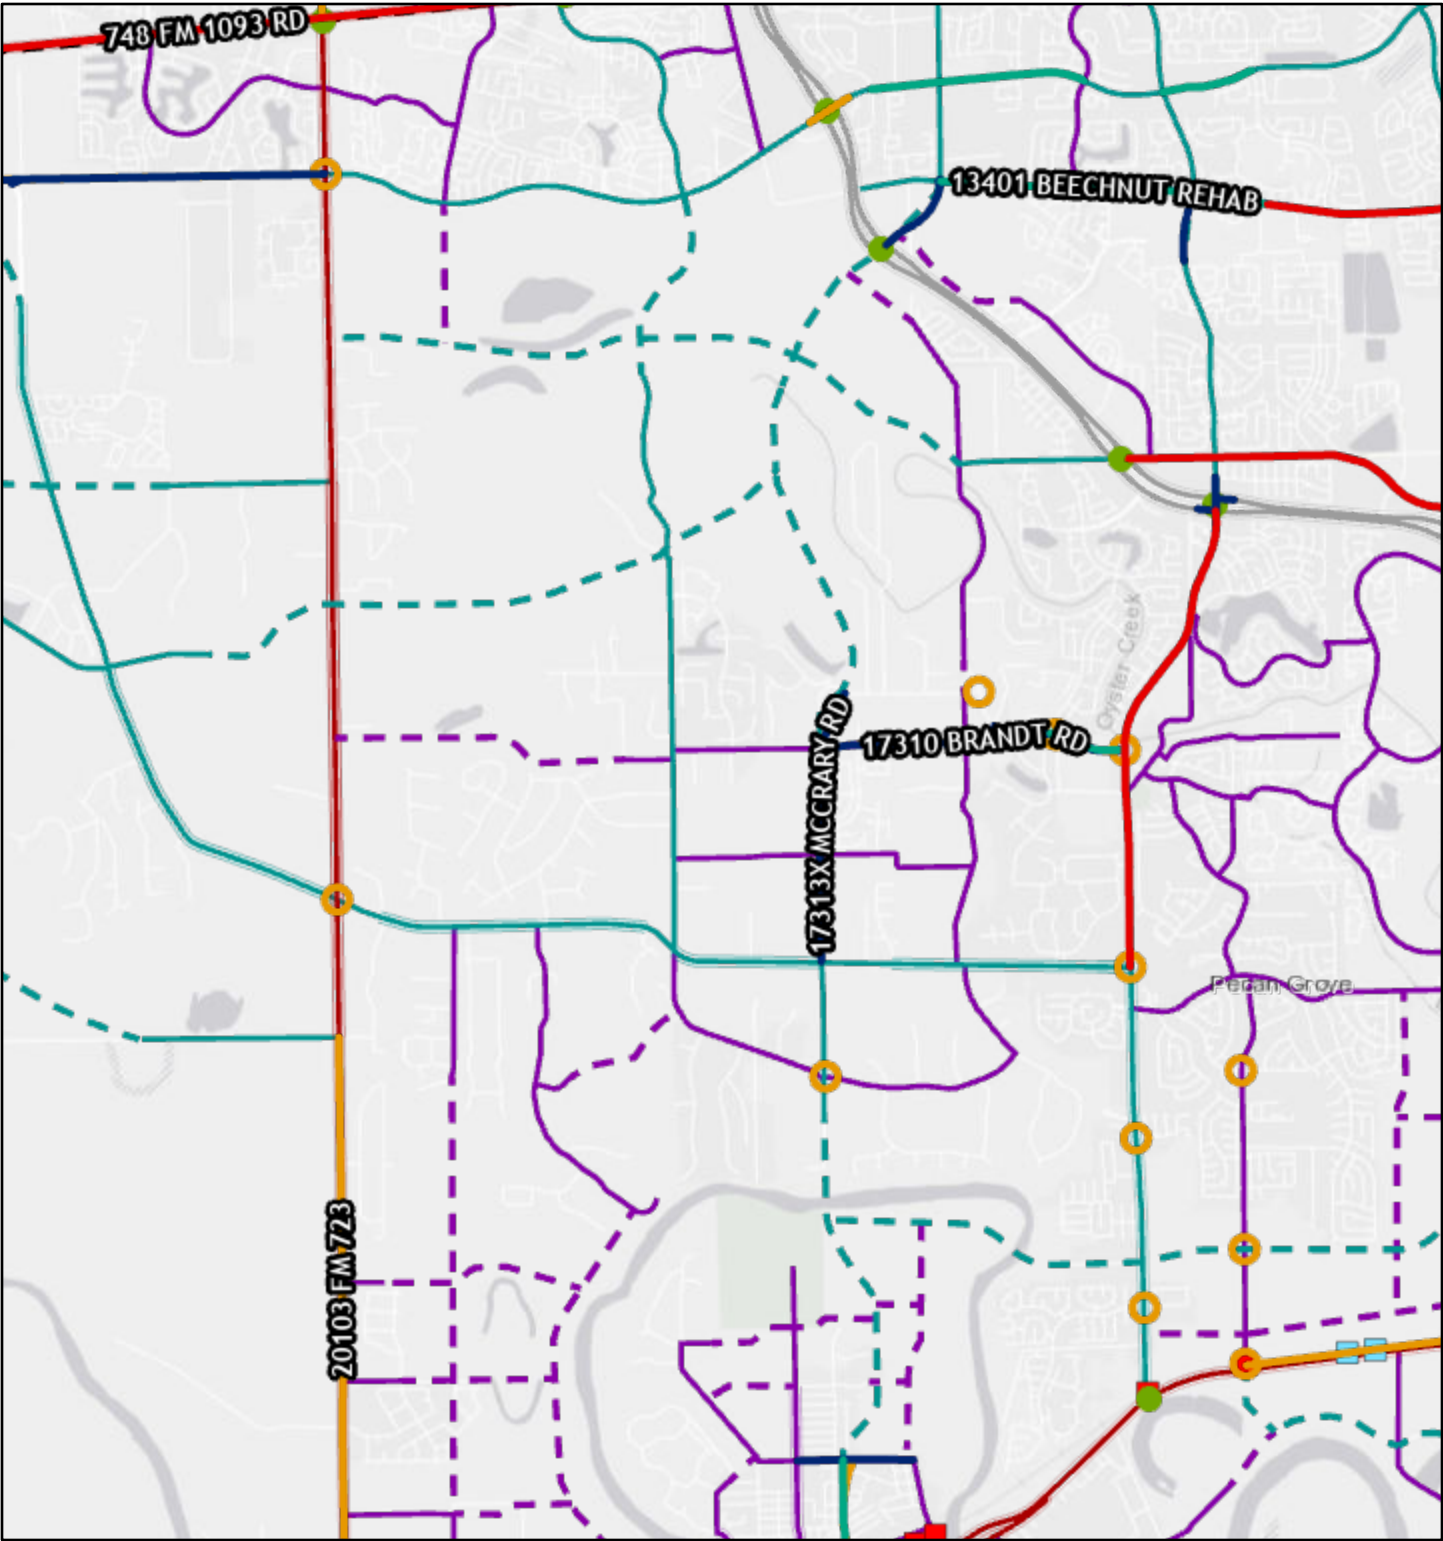 748 FM 1093 RD
13401 BEECHNUT REHAB
Oyster Creek
17313X MCCRARY RD
17310 BRANDT RD
Pecan Grove
20103 FM 723